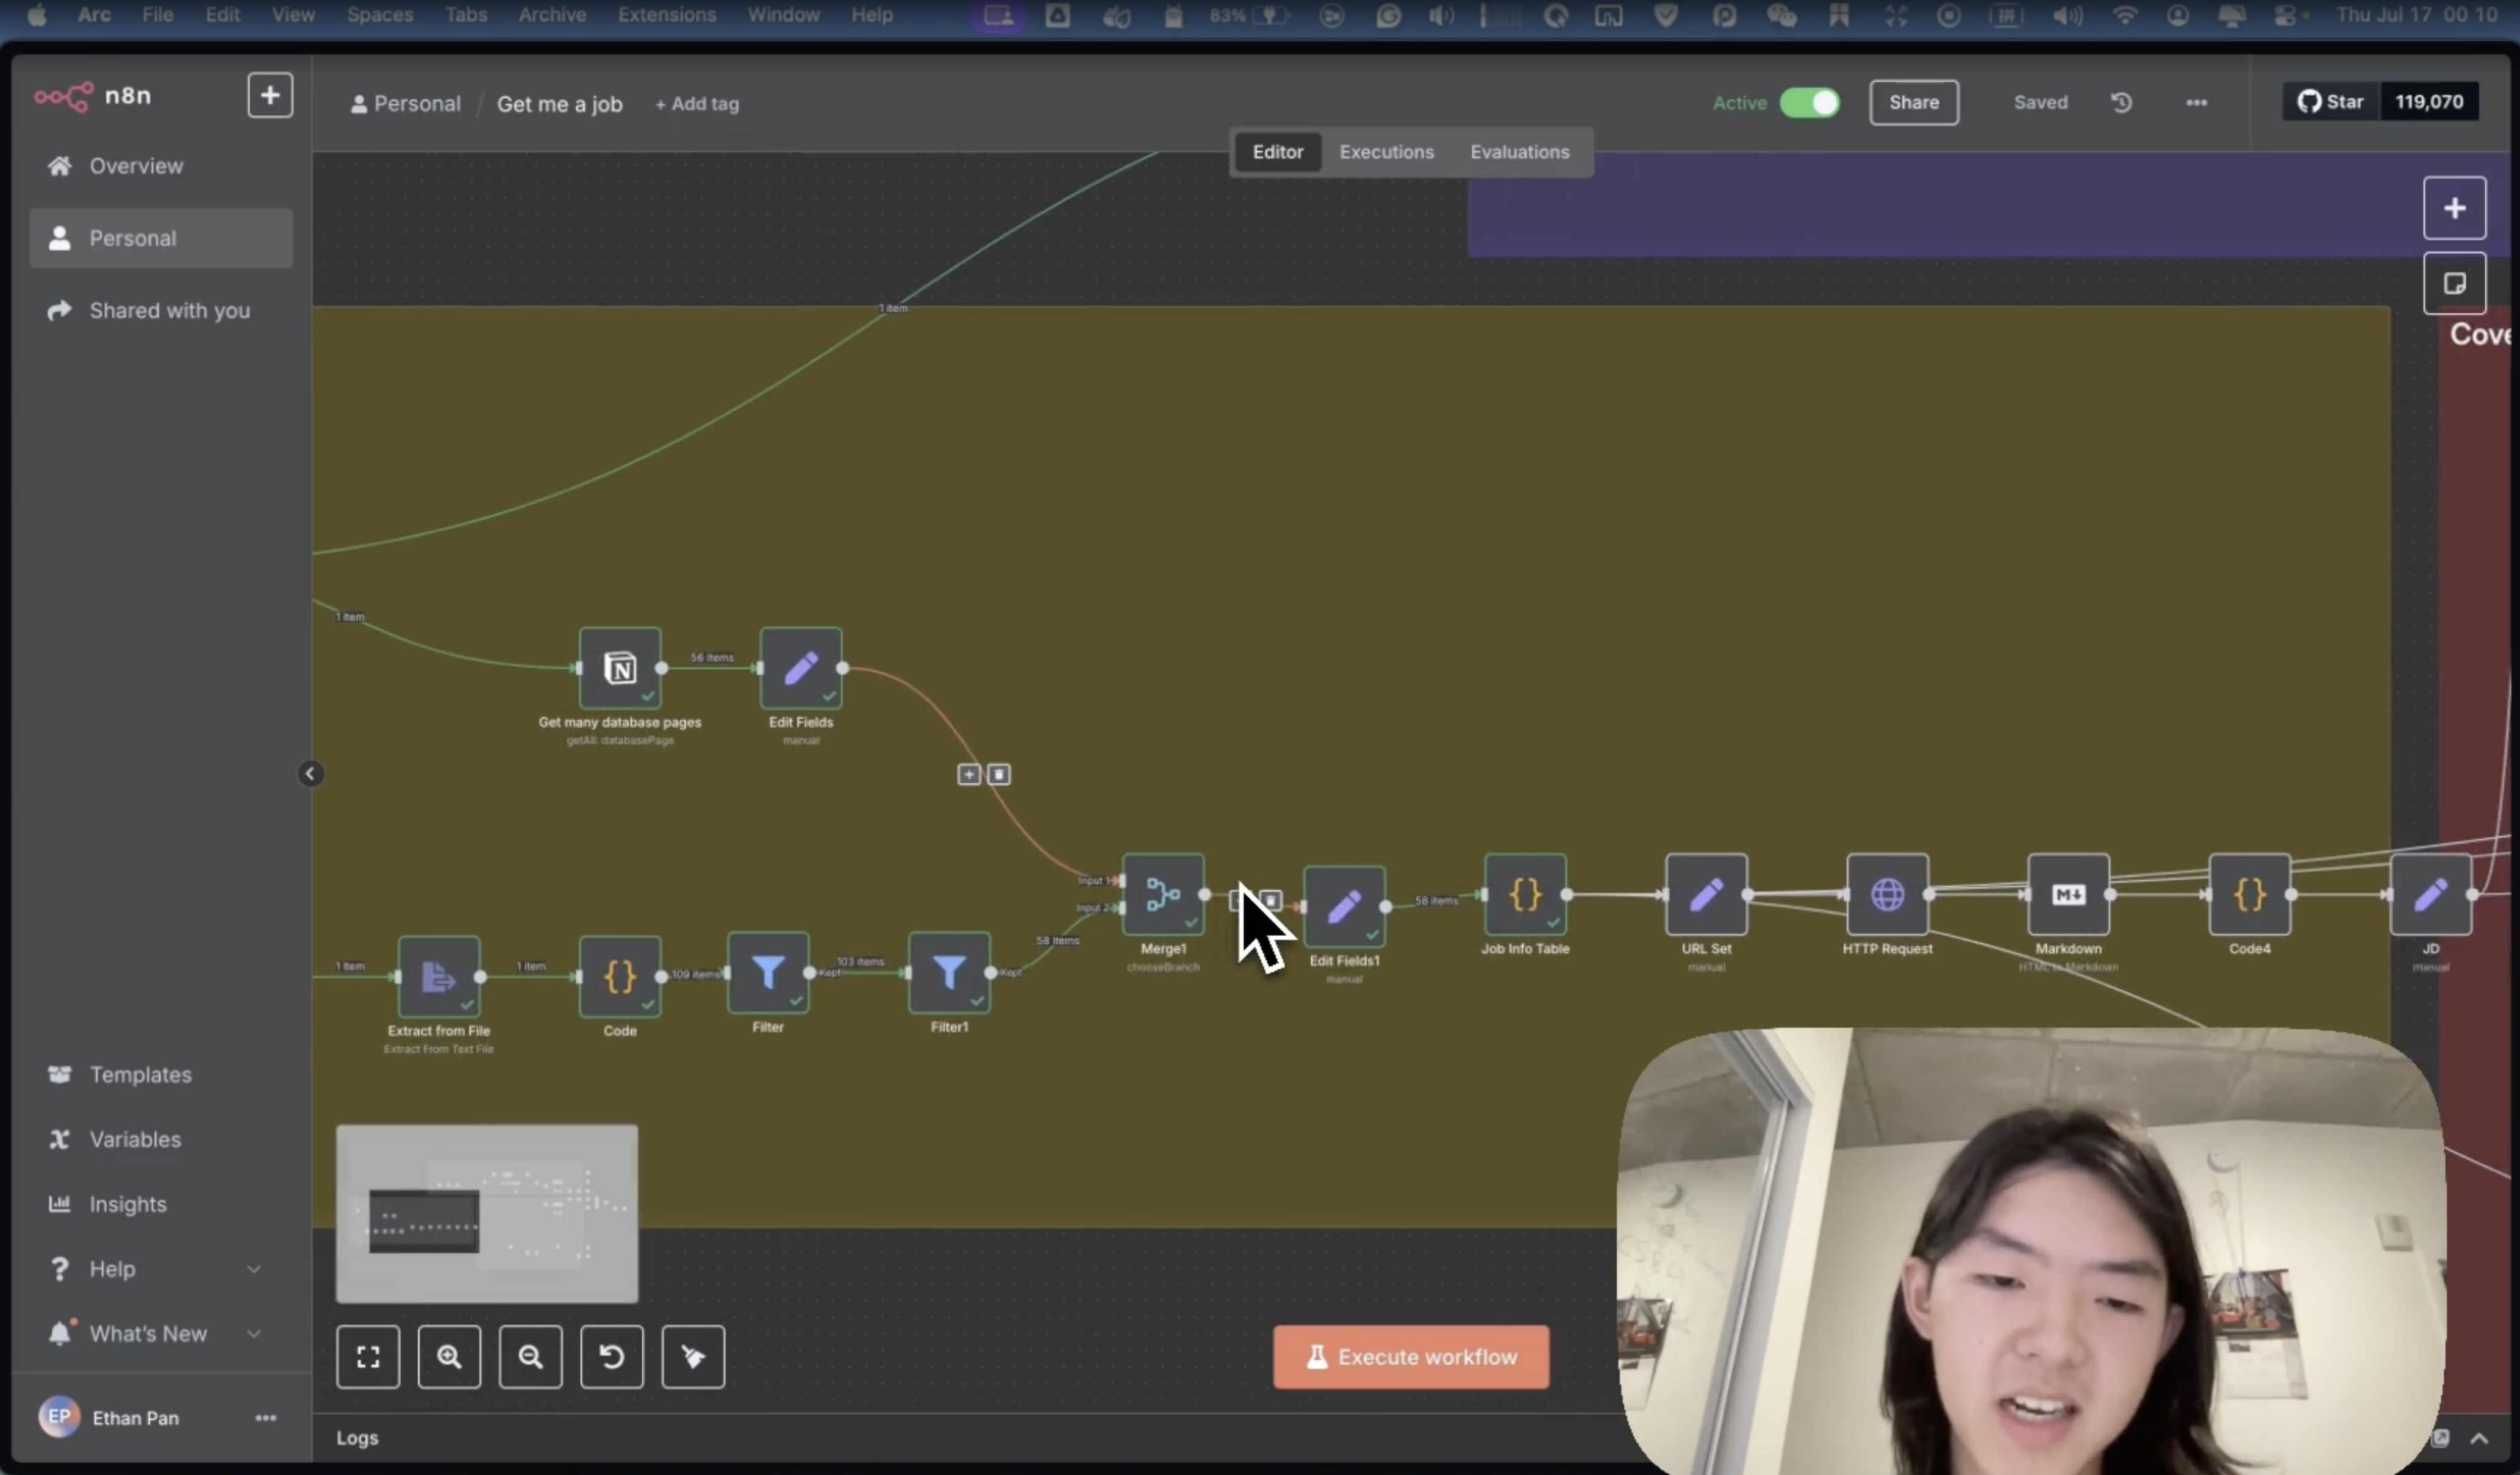 Arc File Edit View Spaces Tabs Archive Extensions Window Help 83% Thu Jul 17 00 10
n8n
Personal / Get me a job + Add tag
Active Share Saved Star 119,070
Editor Executions Evaluations
Overview
Personal
Shared with you
Cove
1 item
1 item
56 items
Get many database pages
getAll: databasePage
Edit Fields
manual
Input 1
Input 2
58 items
Merge1
chooseBranch
Edit Fields1
manual
58 items
Job Info Table
URL Set
manual
HTTP Request
Markdown
HTML to Markdown
Code4
JD
manual
1 item
Extract from File
Extract From Text File
1 item
Code
109 items
Filter
Kept
103 items
Filter1
Kept
Templates
Variables
Insights
Help
What's New
EP Ethan Pan
Execute workflow
Logs